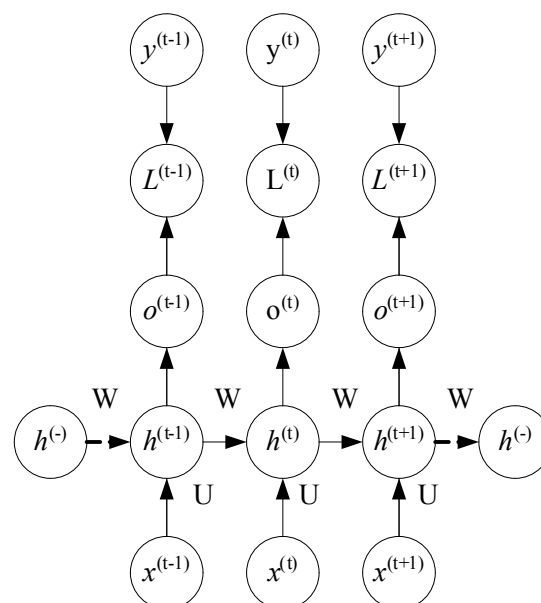 y(t-1) y(t) y(t+1)
L(t-1) L(t) L(t+1)
o(t-1) o(t) o(t+1)
W W W W
h(-) h(t-1) h(t) h(t+1) h(-)
U U U
x(t-1) x(t) x(t+1)